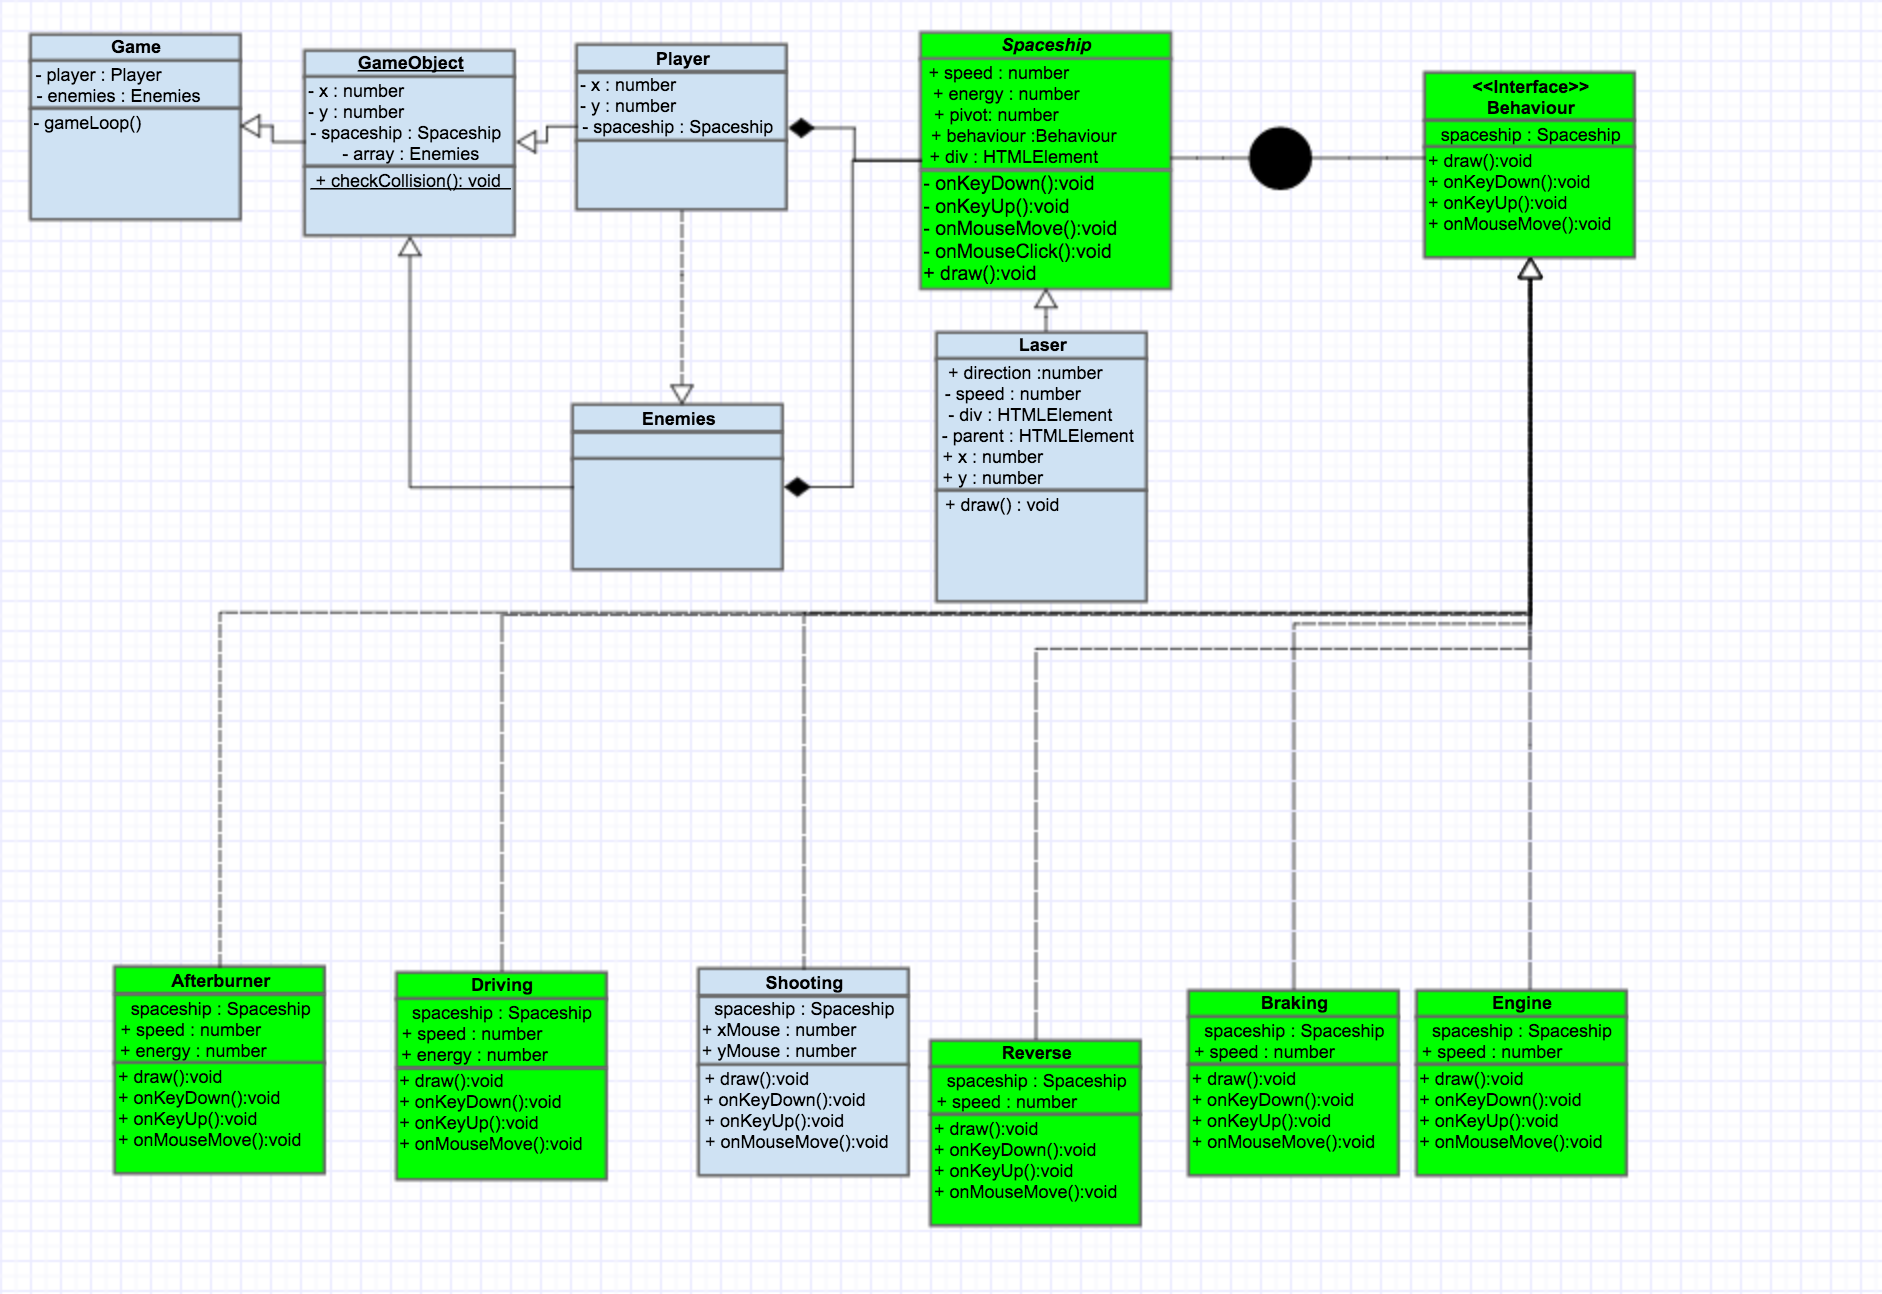 Game
- player : Player
- enemies : Enemies
- gameLoop()
GameObject
- x : number
- y : number
- spaceship : Spaceship
- array : Enemies
+ checkCollision(): void
Player
- x : number
- y : number
- spaceship : Spaceship
Spaceship
+ speed : number
+ energy : number
+ pivot: number
+ behaviour :Behaviour
+ div : HTMLElement
- onKeyDown():void
- onKeyUp():void
- onMouseMove():void
- onMouseClick():void
+ draw():void
<<Interface>>
Behaviour
spaceship : Spaceship
+ draw():void
+ onKeyDown():void
+ onKeyUp():void
+ onMouseMove():void
Enemies
Laser
+ direction :number
- speed : number
- div : HTMLElement
- parent : HTMLElement
+ x : number
+ y : number
+ draw() : void
Afterburner
spaceship : Spaceship
+ speed : number
+ energy : number
+ draw():void
+ onKeyDown():void
+ onKeyUp():void
+ onMouseMove():void
Driving
spaceship : Spaceship
+ speed : number
+ energy : number
+ draw():void
+ onKeyDown():void
+ onKeyUp():void
+ onMouseMove():void
Shooting
spaceship : Spaceship
+ xMouse : number
+ yMouse : number
+ draw():void
+ onKeyDown():void
+ onKeyUp():void
+ onMouseMove():void
Reverse
spaceship : Spaceship
+ speed : number
+ draw():void
+ onKeyDown():void
+ onKeyUp():void
+ onMouseMove():void
Braking
spaceship : Spaceship
+ speed : number
+ draw():void
+ onKeyDown():void
+ onKeyUp():void
+ onMouseMove():void
Engine
spaceship : Spaceship
+ speed : number
+ draw():void
+ onKeyDown():void
+ onKeyUp():void
+ onMouseMove():void